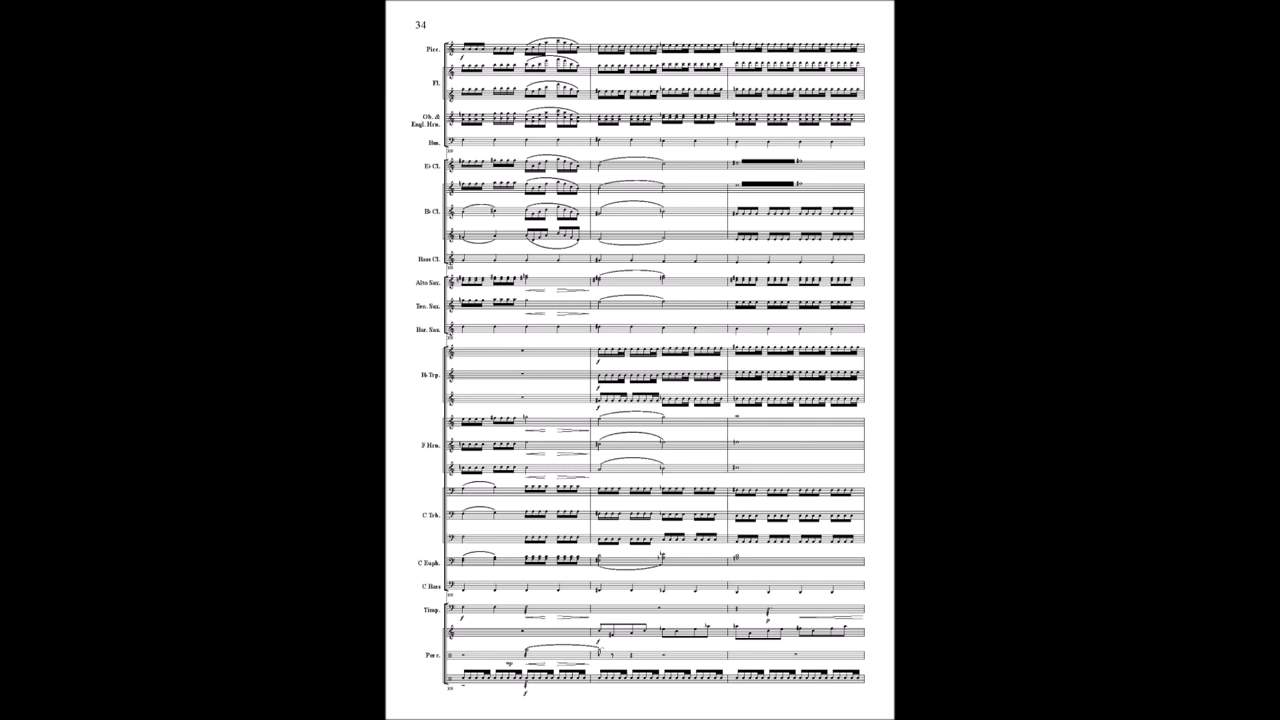 34
Picc.
Fl.
Ob. &
Engl. Hrn.
Bsn.
E♭ Cl.
B♭ Cl.
Bass Cl.
Alto Sax.
Ten. Sax.
Bar. Sax.
B♭ Trp.
F Hrn.
C Trb.
C Euph.
C Bass
Timp.
Perc.